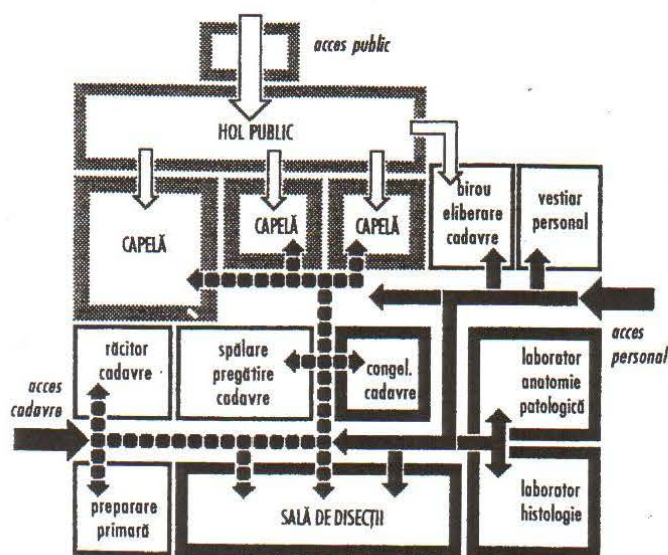 acces public
HOL PUBLIC
CAPELĂ
CAPELĂ
CAPELĂ
birou
eliberare
cadavre
vestiar
personal
acces
personal
răcitor
cadavre
spălare
pregătire
cadavre
congel.
cadavre
laborator
anatomie
patologică
acces
cadavre
preparare
primară
SALĂ DE DISECȚII
laborator
histologie